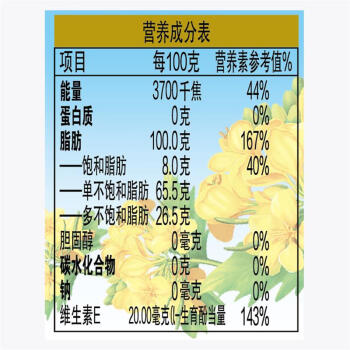 营养成分表
项目 每100克 营养素参考值%
能量 3700千焦 44%
蛋白质 0克 0%
脂肪 100.0克 167%
——饱和脂肪 8.0克 40%
——单不饱和脂肪 65.5克
——多不饱和脂肪 26.5克
胆固醇 0毫克 0%
碳水化合物 0克 0%
钠 0毫克 0%
维生素E 20.00毫克α-生育酚当量 143%